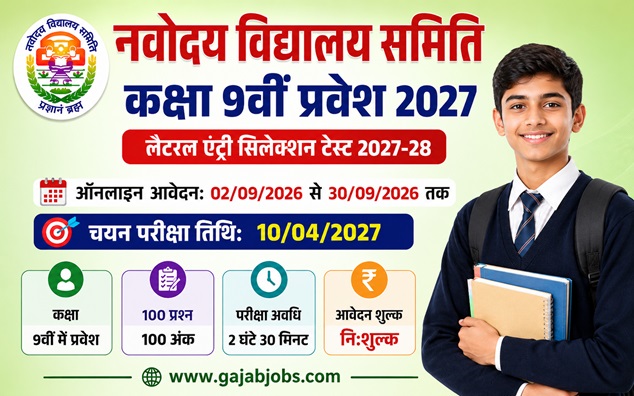 नवोदय विद्यालय समिति
प्रज्ञानं ब्रह्म
नवोदय विद्यालय समिति
कक्षा 9वीं प्रवेश 2027
लैटरल एंट्री सिलेक्शन टेस्ट 2027-28
ऑनलाइन आवेदन: 02/09/2026 से 30/09/2026 तक
चयन परीक्षा तिथि: 10/04/2027
कक्षा
9वीं में प्रवेश
100 प्रश्न
100 अंक
परीक्षा अवधि
2 घंटे 30 मिनट
₹
आवेदन शुल्क
नि:शुल्क
www.gajabjobs.com